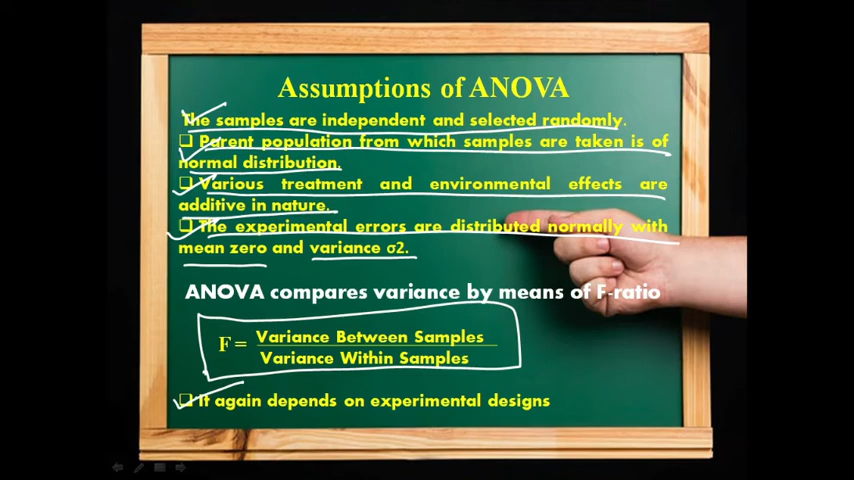 Assumptions of ANOVA
The samples are independent and selected randomly.
❑ Parent population from which samples are taken is of
normal distribution.
❑ Various treatment and environmental effects are
additive in nature.
❑ The experimental errors are distributed normally with
mean zero and variance σ2.
ANOVA compares variance by means of F-ratio
F = Variance Between Samples
Variance Within Samples
❑ It again depends on experimental designs